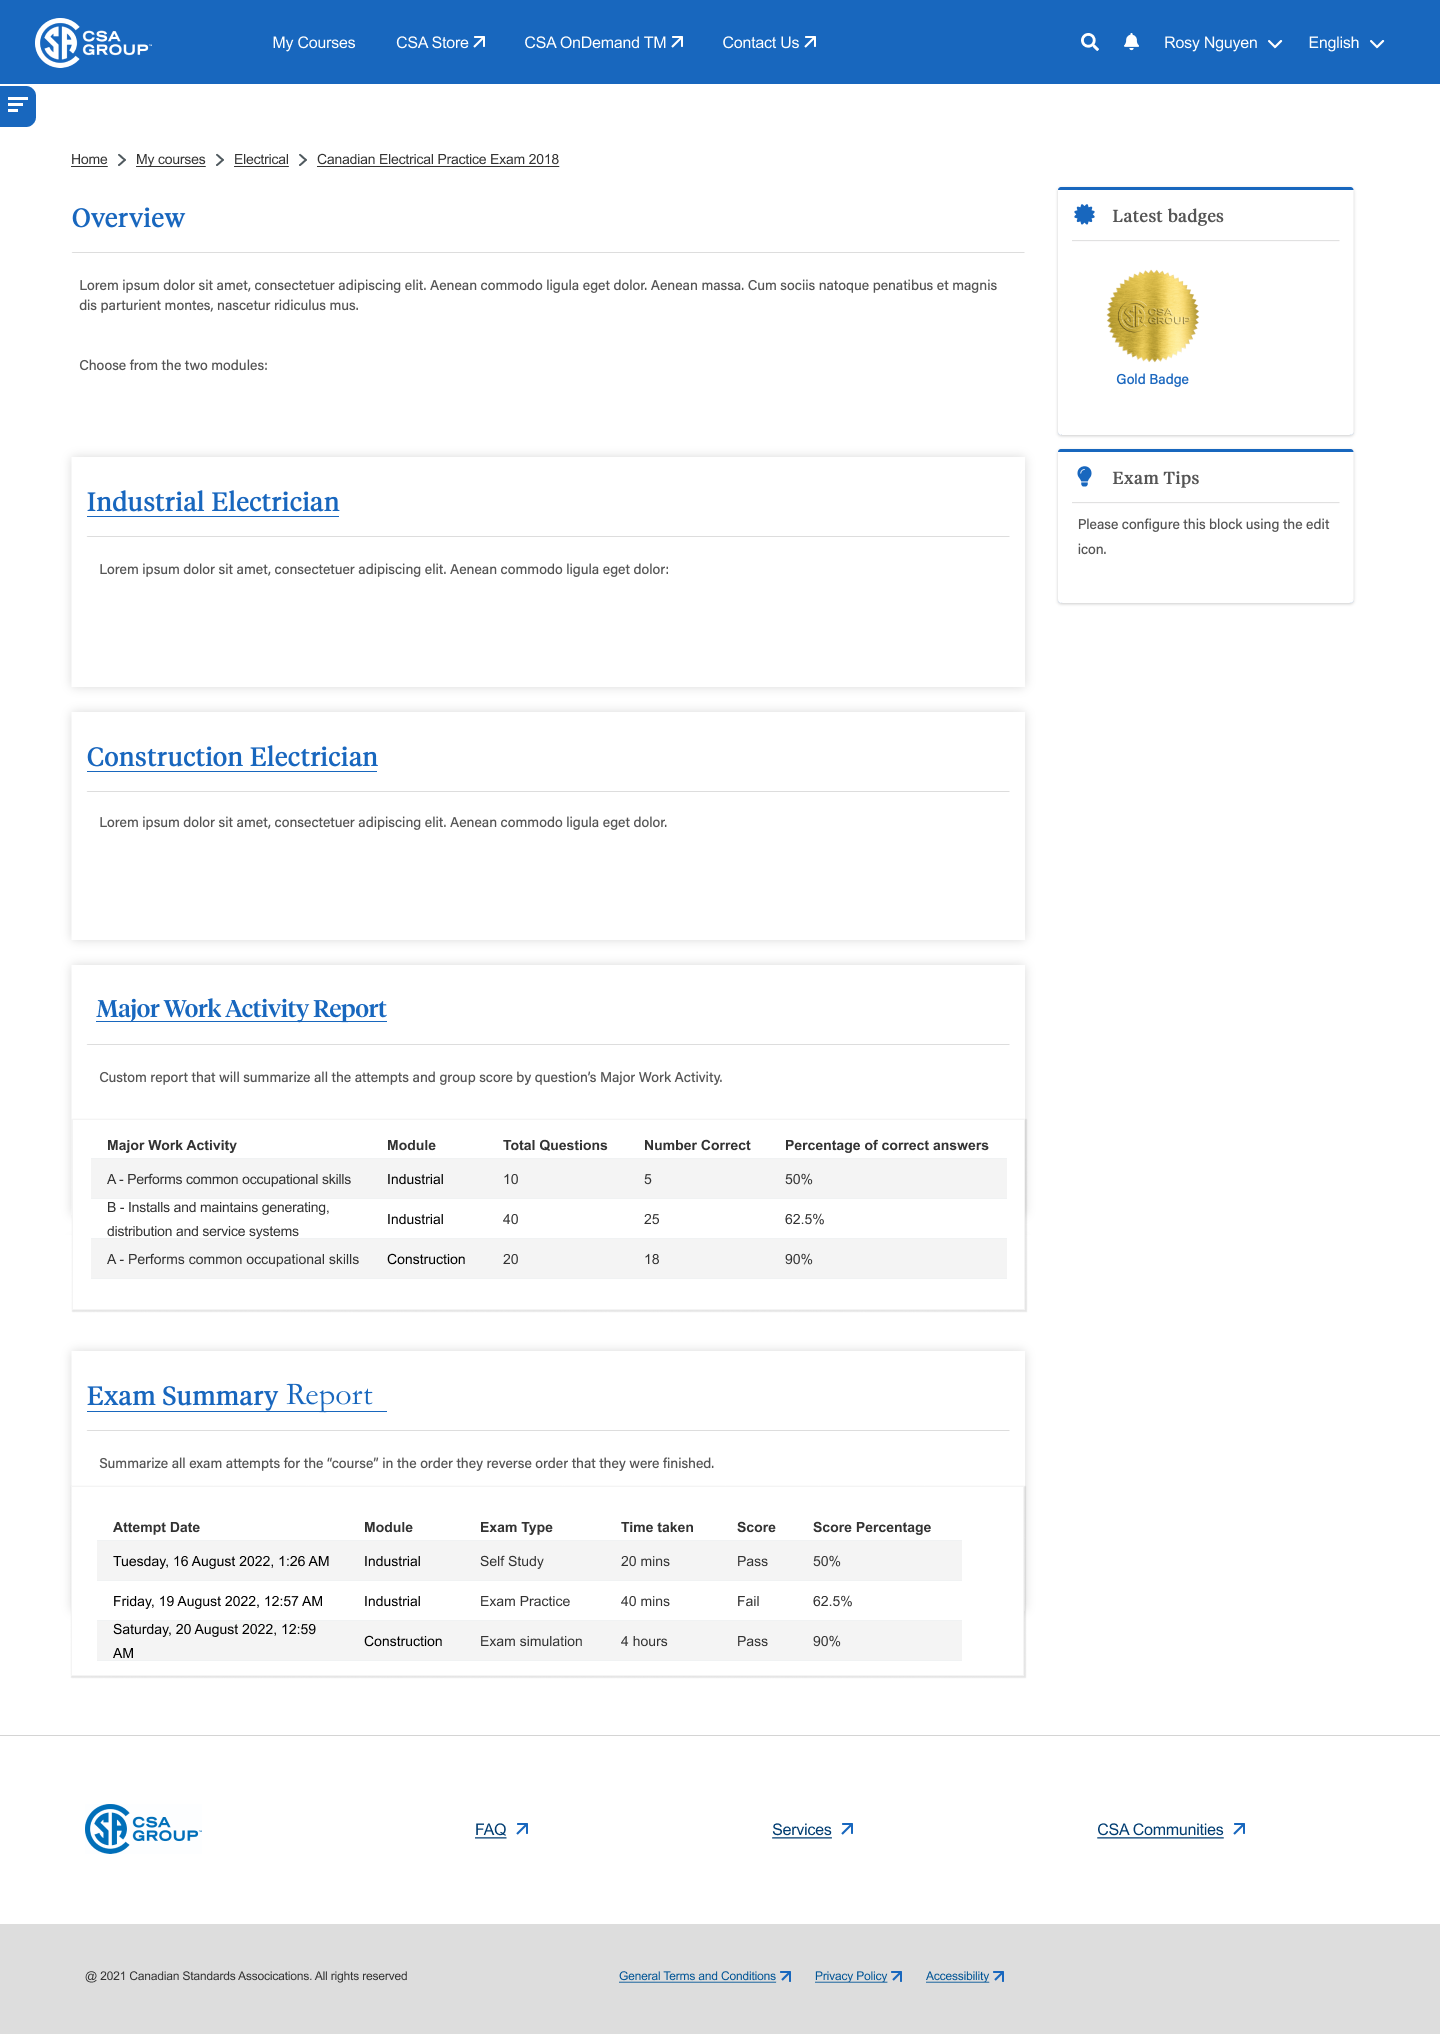 CSA
GROUP™
My Courses CSA Store CSA OnDemand TM Contact Us Rosy Nguyen English
Home My courses Electrical Canadian Electrical Practice Exam 2018
Overview
Lorem ipsum dolor sit amet, consectetuer adipiscing elit. Aenean commodo ligula eget dolor. Aenean massa. Cum sociis natoque penatibus et magnis
dis parturient montes, nascetur ridiculus mus.
Choose from the two modules:
Latest badges
CSA
GROUP
Gold Badge
Exam Tips
Please configure this block using the edit
icon.
Industrial Electrician
Lorem ipsum dolor sit amet, consectetuer adipiscing elit. Aenean commodo ligula eget dolor:
Construction Electrician
Lorem ipsum dolor sit amet, consectetuer adipiscing elit. Aenean commodo ligula eget dolor.
Major Work Activity Report
Custom report that will summarize all the attempts and group score by question’s Major Work Activity.
Major Work Activity Module Total Questions Number Correct Percentage of correct answers
A - Performs common occupational skills Industrial 10 5 50%
B - Installs and maintains generating,
distribution and service systems Industrial 40 25 62.5%
A - Performs common occupational skills Construction 20 18 90%
Exam Summary Report
Summarize all exam attempts for the “course” in the order they reverse order that they were finished.
Attempt Date Module Exam Type Time taken Score Score Percentage
Tuesday, 16 August 2022, 1:26 AM Industrial Self Study 20 mins Pass 50%
Friday, 19 August 2022, 12:57 AM Industrial Exam Practice 40 mins Fail 62.5%
Saturday, 20 August 2022, 12:59
AM Construction Exam simulation 4 hours Pass 90%
CSA
GROUP™
FAQ Services CSA Communities
@ 2021 Canadian Standards Assocications. All rights reserved General Terms and Conditions Privacy Policy Accessibility